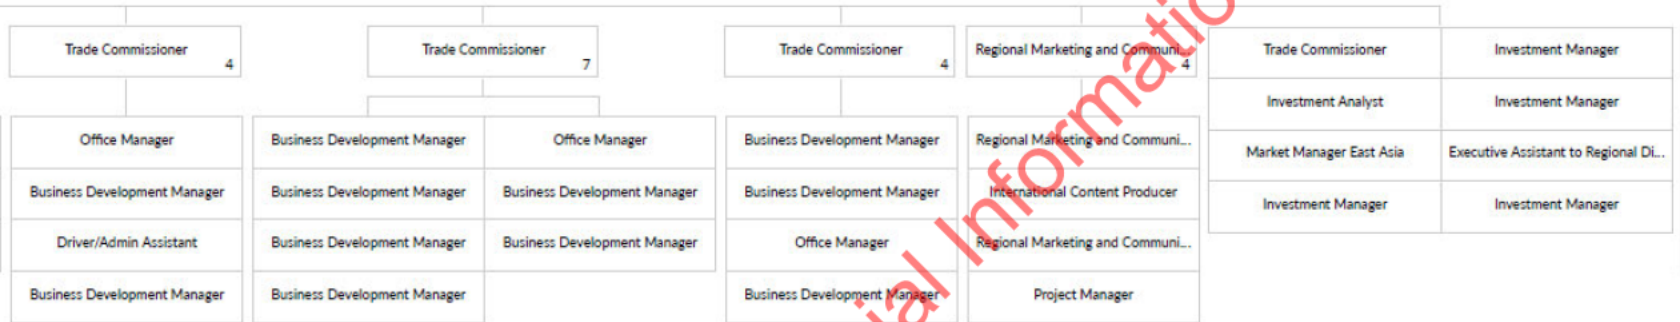 Trade Commissioner
4
Office Manager
Business Development Manager
Driver/Admin Assistant
Business Development Manager
Trade Commissioner
7
Business Development Manager
Business Development Manager
Business Development Manager
Business Development Manager
Office Manager
Business Development Manager
Business Development Manager
Trade Commissioner
4
Business Development Manager
Business Development Manager
Office Manager
Business Development Manager
Regional Marketing and Communi...
4
Regional Marketing and Communi...
International Content Producer
Regional Marketing and Communi...
Project Manager
Trade Commissioner
Investment Analyst
Market Manager East Asia
Investment Manager
Investment Manager
Investment Manager
Executive Assistant to Regional Di...
Investment Manager
ial Informatio